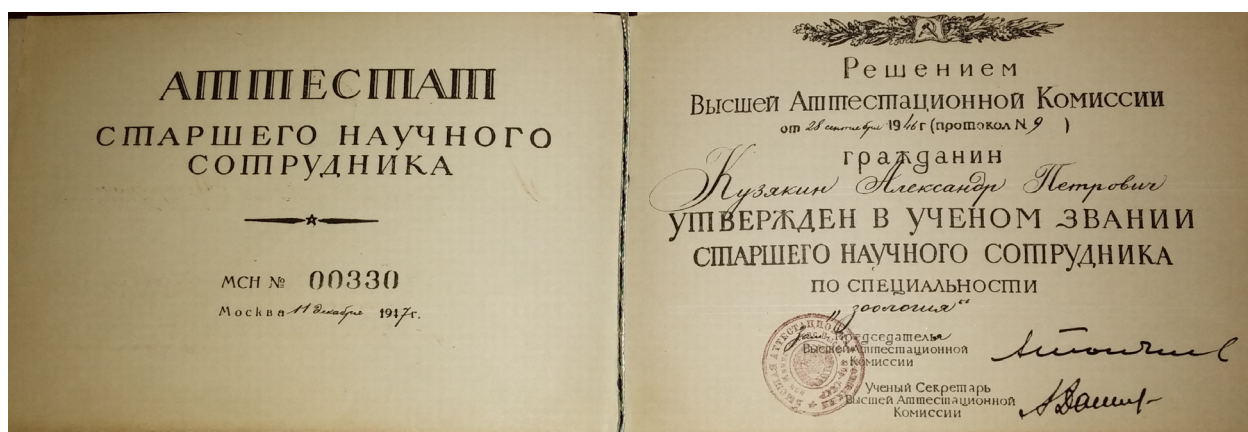 АТТЕСТАТ
СТАРШЕГО НАУЧНОГО
СОТРУДНИКА
МСН № 00330
Москва 11 декабря 1947г.
Решением
Высшей Аттестационной Комиссии
от 28 сентября 1946г (протокол N 9 )
гражданин
Кузякин Александр Петрович
УТВЕРЖДЕН В УЧЕНОМ ЗВАНИИ
СТАРШЕГО НАУЧНОГО СОТРУДНИКА
ПО СПЕЦИАЛЬНОСТИ
„зоология“
Председателя
Высшей Аттестационной
Комиссии
Ученый Секретарь
Высшей Аттестационной
Комиссии